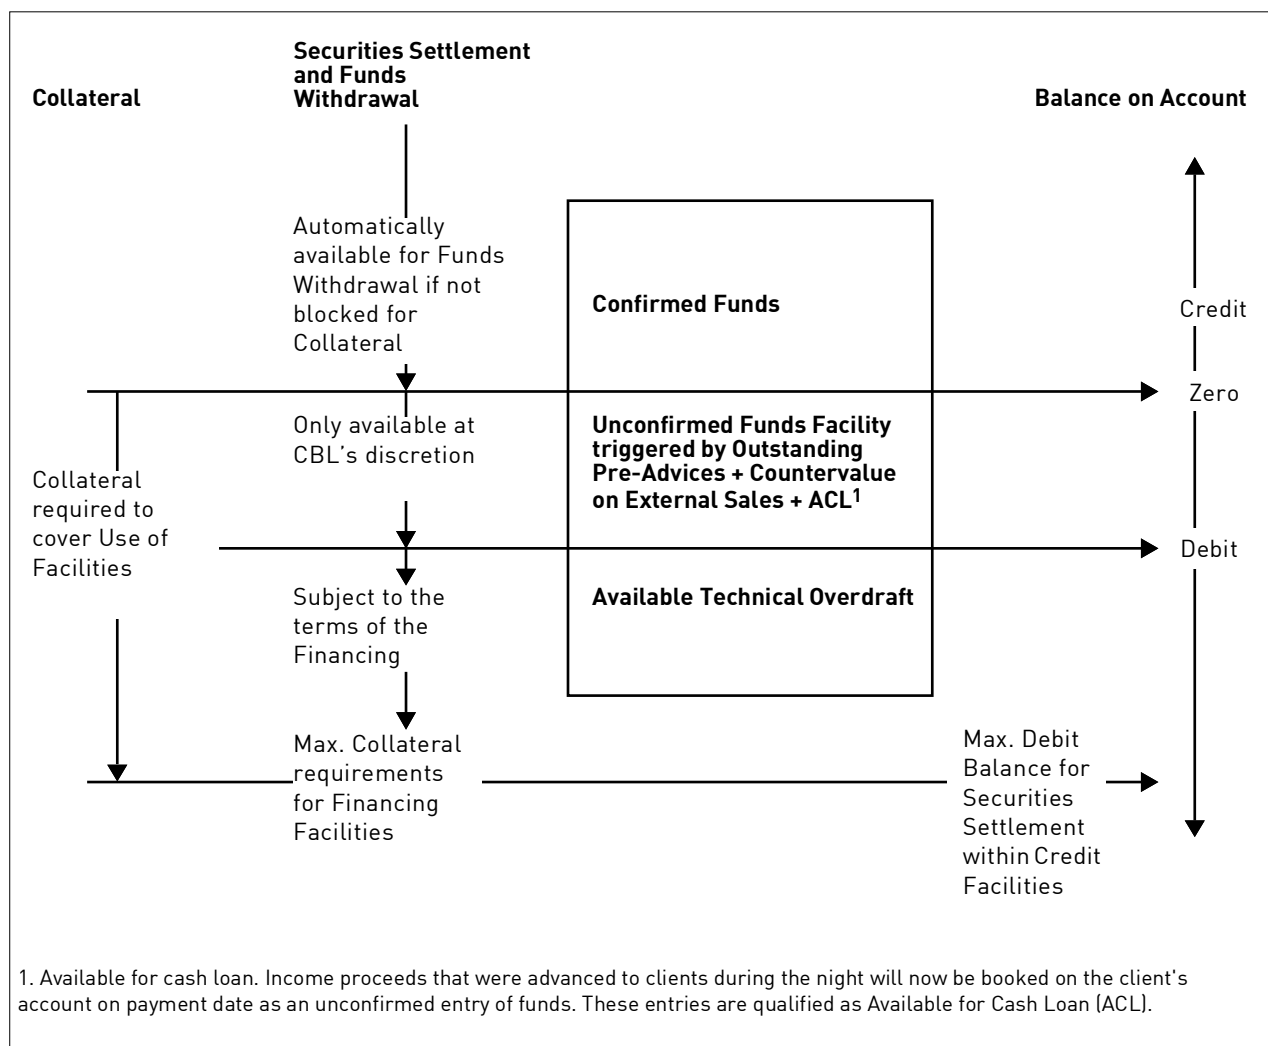 Securities Settlement
and Funds
Withdrawal
Collateral
Balance on Account
Automatically
available for Funds
Withdrawal if not
blocked for
Collateral
Confirmed Funds
Credit
Zero
Only available at
CBL's discretion
Unconfirmed Funds Facility
triggered by Outstanding
Pre-Advices + Countervalue
on External Sales + ACL1
Collateral
required to
cover Use of
Facilities
Debit
Subject to the
terms of the
Financing
Available Technical Overdraft
Max. Collateral
requirements
for Financing
Facilities
Max. Debit
Balance for
Securities
Settlement
within Credit
Facilities
1. Available for cash loan. Income proceeds that were advanced to clients during the night will now be booked on the client's
account on payment date as an unconfirmed entry of funds. These entries are qualified as Available for Cash Loan (ACL).